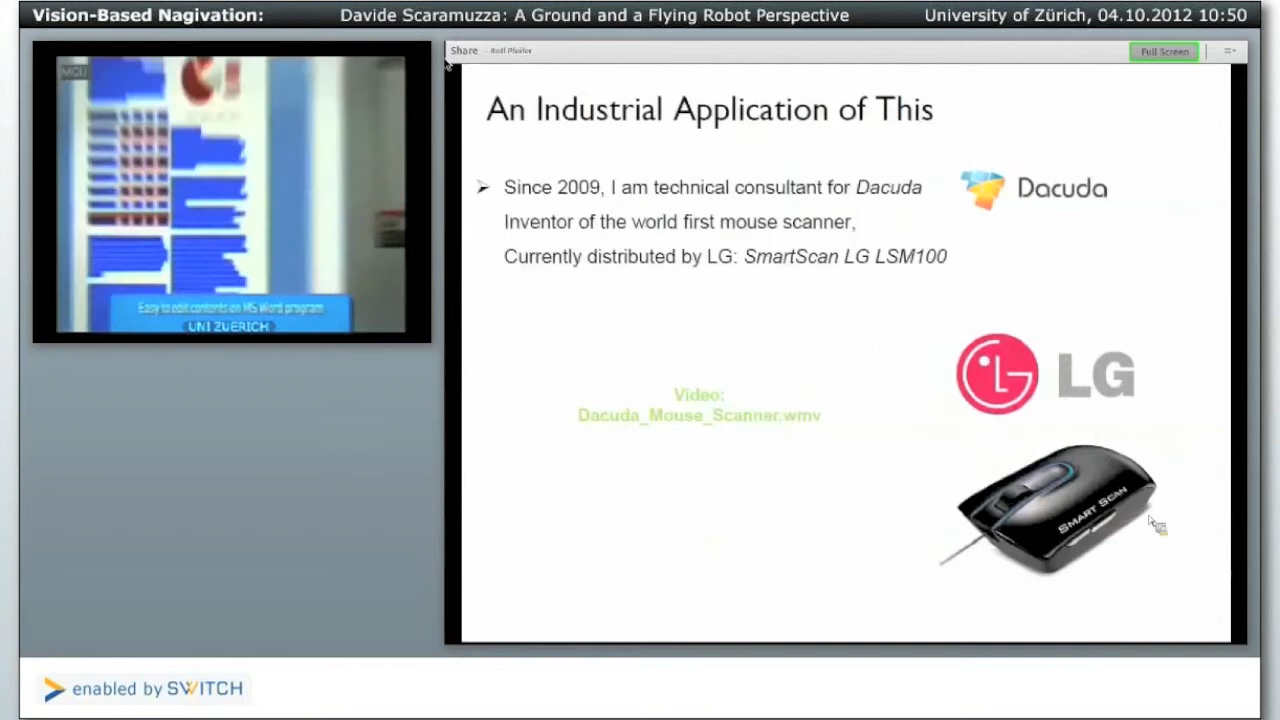 Vision-Based Nagivation: Davide Scaramuzza: A Ground and a Flying Robot Perspective University of Zürich, 04.10.2012 10:50
MCU
Easy to edit contents on MS Word program
UNI ZUERICH
Share Rolf Pfeifer Full Screen
An Industrial Application of This
➢ Since 2009, I am technical consultant for Dacuda
Inventor of the world first mouse scanner,
Currently distributed by LG: SmartScan LG LSM100
Dacuda
LG
Video:
Dacuda_Mouse_Scanner.wmv
SMART SCAN
enabled by SWITCH